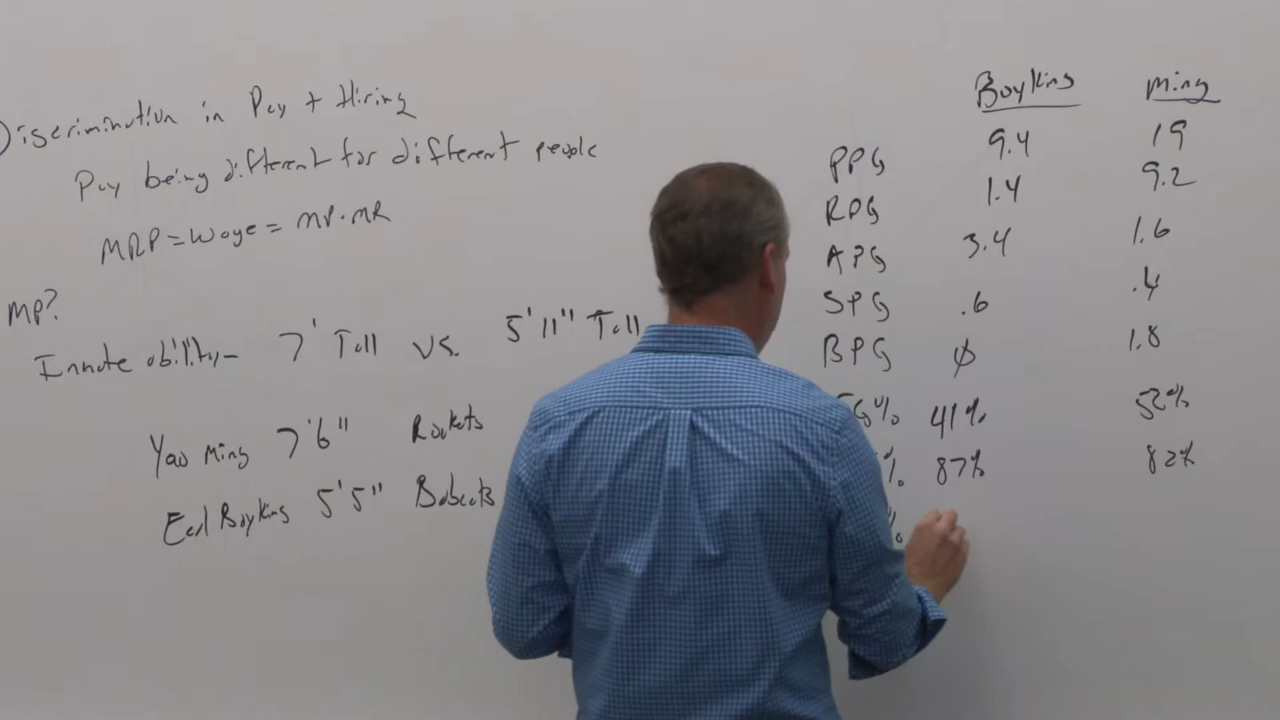 Discrimination in Pay + Hiring
Pay being different for different people
MRP = Wage = MP · MR
MP?
Innate ability - 7' Tall vs. 5'11" Tall
Yao Ming 7'6" Rockets
Earl Boykins 5'5" Bobcats
Boykins Ming
PPG 9.4 19
RPG 1.4 9.2
APG 3.4 1.6
SPG .6 .4
BPG 0 1.8
FG% 41% 52%
% 87% 82%
%